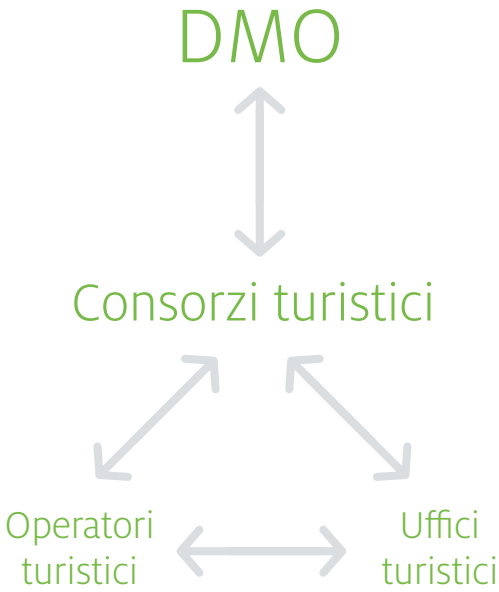 DMO
Consorzi turistici
Operatori
turistici
Uffici
turistici